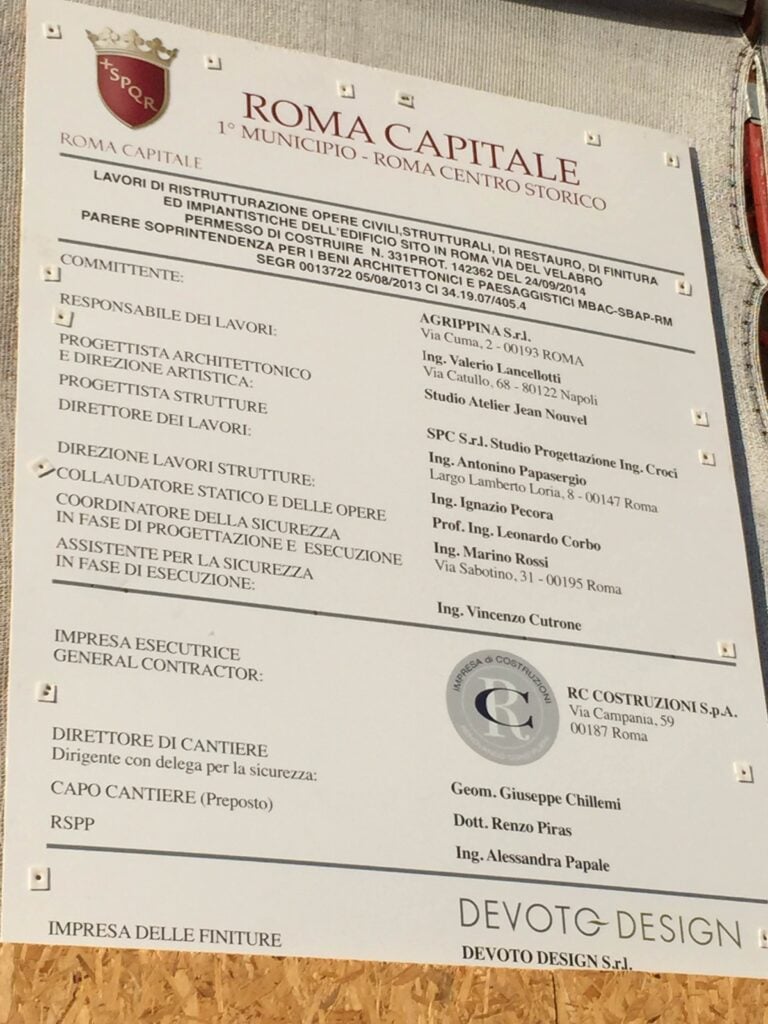 +SPQR
ROMA CAPITALE
ROMA CAPITALE
1° MUNICIPIO - ROMA CENTRO STORICO
LAVORI DI RISTRUTTURAZIONE OPERE CIVILI,STRUTTURALI, DI RESTAURO, DI FINITURA
ED IMPIANTISTICHE DELL'EDIFICIO SITO IN ROMA VIA DEL VELABRO
PERMESSO DI COSTRUIRE N. 331PROT. 142362 DEL 24/09/2014
PARERE SOPRINTENDENZA PER I BENI ARCHITETTONICI E PAESAGGISTICI MBAC-SBAP-RM
SEGR 0013722 05/08/2013 CI 34.19.07/405.4
COMMITTENTE:
AGRIPPINA S.r.l.
Via Cuma, 2 - 00193 ROMA
RESPONSABILE DEI LAVORI:
Ing. Valerio Lancellotti
Via Catullo, 68 - 80122 Napoli
PROGETTISTA ARCHITETTONICO
E DIREZIONE ARTISTICA:
Studio Atelier Jean Nouvel
PROGETTISTA STRUTTURE
SPC S.r.l. Studio Progettazione Ing. Croci
DIRETTORE DEI LAVORI:
Ing. Antonino Papasergio
Largo Lamberto Loria, 8 - 00147 Roma
DIREZIONE LAVORI STRUTTURE:
Ing. Ignazio Pecora
COLLAUDATORE STATICO E DELLE OPERE
Prof. Ing. Leonardo Corbo
COORDINATORE DELLA SICUREZZA
IN FASE DI PROGETTAZIONE E ESECUZIONE
Ing. Marino Rossi
Via Sabotino, 31 - 00195 Roma
ASSISTENTE PER LA SICUREZZA
IN FASE DI ESECUZIONE:
Ing. Vincenzo Cutrone
IMPRESA ESECUTRICE
GENERAL CONTRACTOR:
IMPRESA di COSTRUZIONI
RC
RC COSTRUZIONI S.p.A.
Via Campania, 59
00187 Roma
DIRETTORE DI CANTIERE
Dirigente con delega per la sicurezza:
Geom. Giuseppe Chillemi
CAPO CANTIERE (Preposto)
Dott. Renzo Piras
RSPP
Ing. Alessandra Papale
IMPRESA DELLE FINITURE
DEVOTO DESIGN
DEVOTO DESIGN S.r.l.